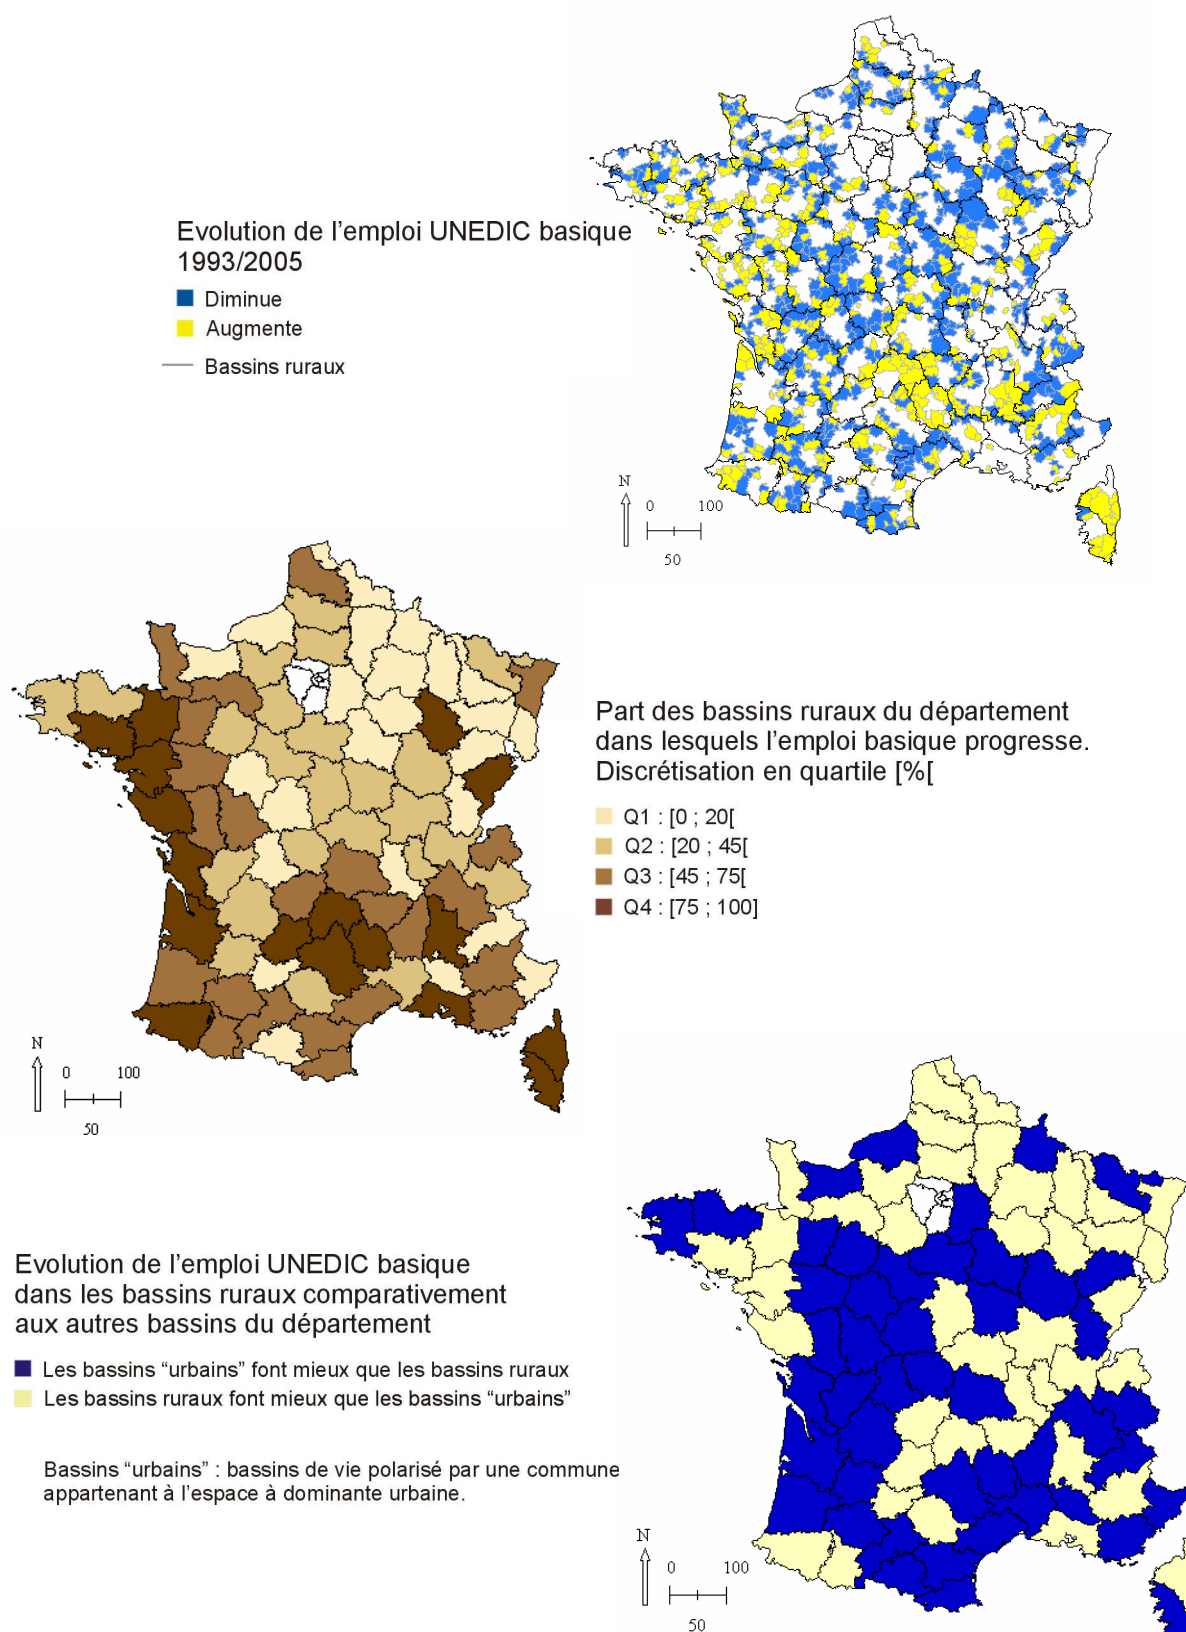 Evolution de l’emploi UNEDIC basique
1993/2005
Diminue
Augmente
Bassins ruraux
N
0 100
50
Part des bassins ruraux du département
dans lesquels l’emploi basique progresse.
Discrétisation en quartile [%[
Q1 : [0 ; 20[
Q2 : [20 ; 45[
Q3 : [45 ; 75[
Q4 : [75 ; 100]
N
0 100
50
Evolution de l’emploi UNEDIC basique
dans les bassins ruraux comparativement
aux autres bassins du département
Les bassins “urbains” font mieux que les bassins ruraux
Les bassins ruraux font mieux que les bassins “urbains”
Bassins “urbains” : bassins de vie polarisé par une commune
appartenant à l’espace à dominante urbaine.
N
0 100
50